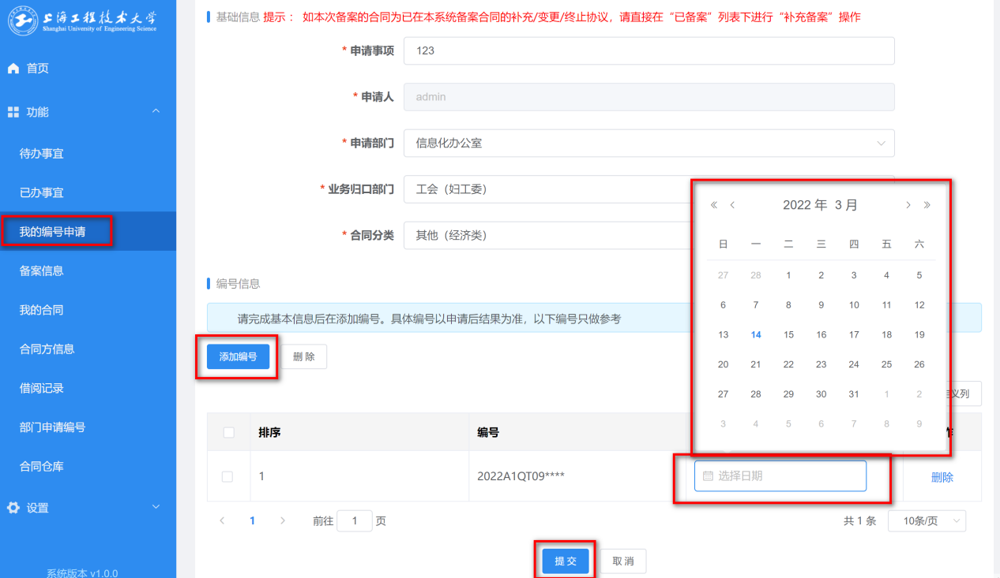 上海工程技术大学
Shanghai University of Engineering Science
首页
功能
待办事宜
已办事宜
我的编号申请
备案信息
我的合同
合同方信息
借阅记录
部门申请编号
合同仓库
设置
系统版本 v1.0.0
基础信息 提示： 如本次备案的合同为已在本系统备案合同的补充/变更/终止协议，请直接在“已备案”列表下进行“补充备案”操作
* 申请事项 123
* 申请人 admin
* 申请部门 信息化办公室
* 业务归口部门 工会（妇工委）
* 合同分类 其他（经济类）
2022 年 3 月
日 一 二 三 四 五 六
27 28 1 2 3 4 5
6 7 8 9 10 11 12
13 14 15 16 17 18 19
20 21 22 23 24 25 26
27 28 29 30 31 1 2
3 4 5 6 7 8 9
编号信息
请完成基本信息后在添加编号。具体编号以申请后结果为准，以下编号只做参考
添加编号 删 除
义列
排序 编号 作
1 2022A1QT09**** 选择日期 删除
1 前往 1 页 共 1 条 10条/页
提 交 取 消